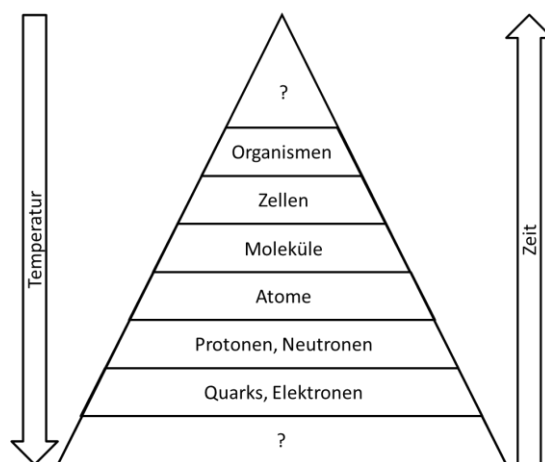 ?
Organismen
Zellen
Moleküle
Atome
Protonen, Neutronen
Quarks, Elektronen
?
Temperatur
Zeit